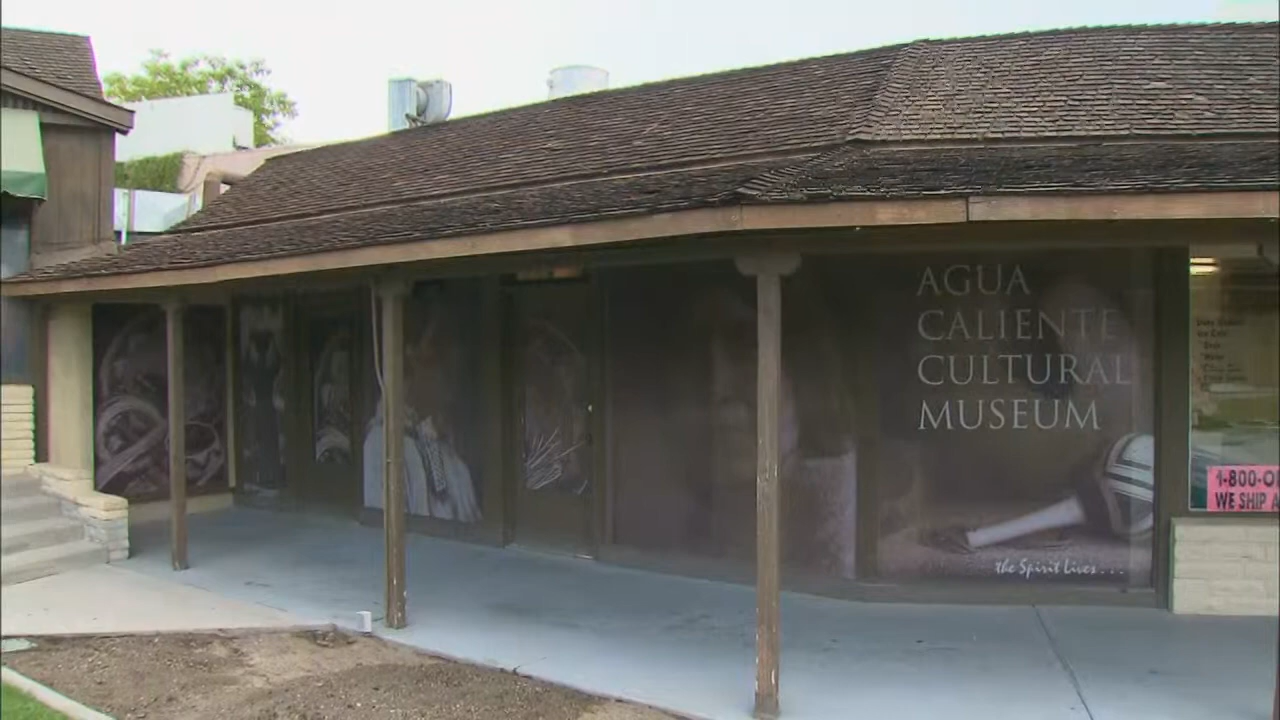 AGUA
CALIENTE
CULTURAL
MUSEUM
the Spirit Lives...
1-800-
WE SHIP